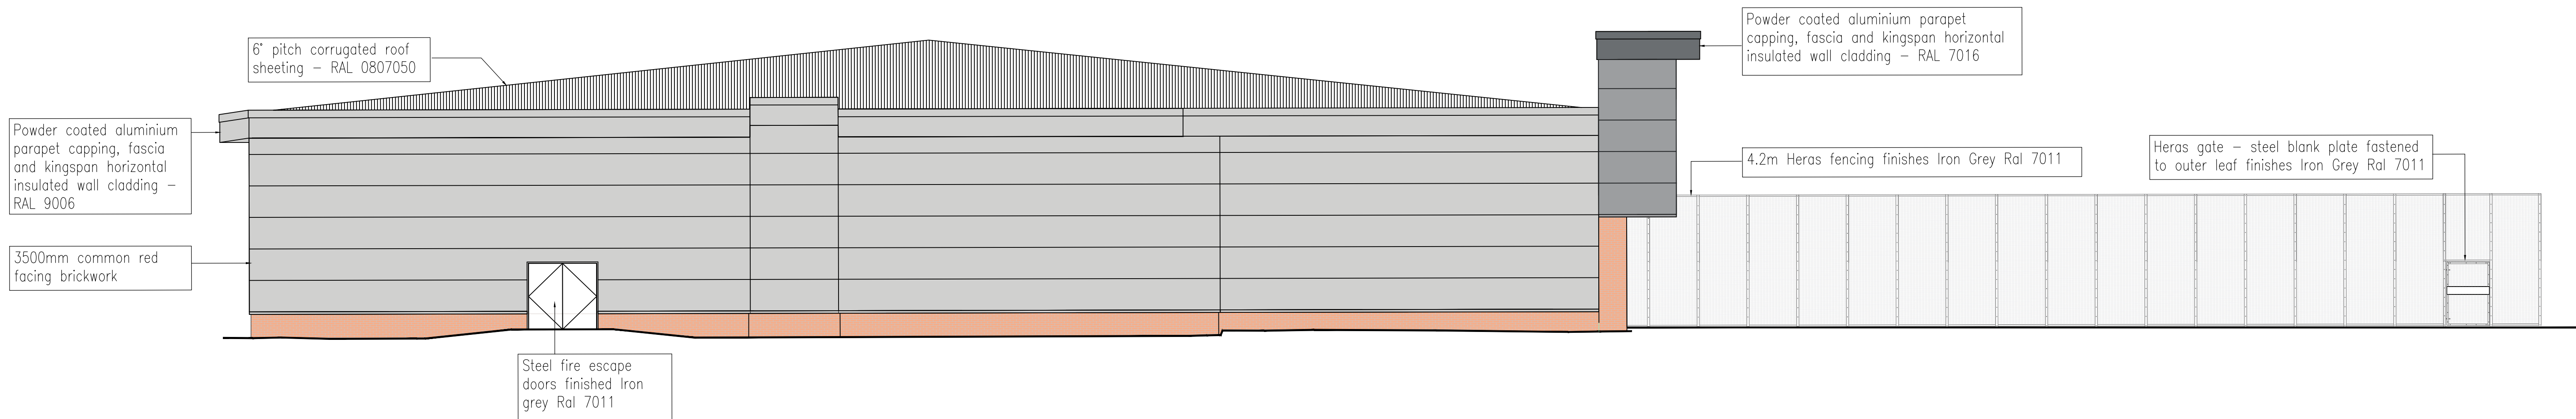 6° pitch corrugated roof
sheeting – RAL 0807050
Powder coated aluminium
parapet capping, fascia
and kingspan horizontal
insulated wall cladding –
RAL 9006
3500mm common red
facing brickwork
Steel fire escape
doors finished Iron
grey Ral 7011
Powder coated aluminium parapet
capping, fascia and kingspan horizontal
insulated wall cladding – RAL 7016
4.2m Heras fencing finishes Iron Grey Ral 7011
Heras gate – steel blank plate fastened
to outer leaf finishes Iron Grey Ral 7011